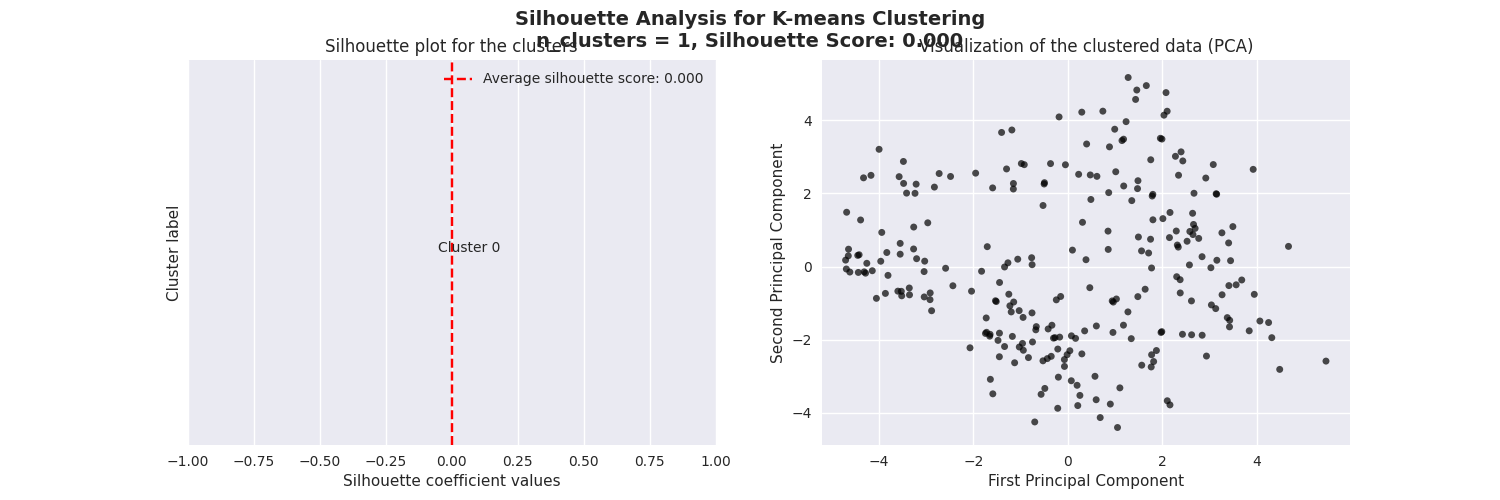 Silhouette Analysis for K-means Clustering
n_clusters = 1, Silhouette Score: 0.000
Silhouette plot for the clusters
Average silhouette score: 0.000
Cluster label
Cluster 0
−1.00 −0.75 −0.50 −0.25 0.00 0.25 0.50 0.75 1.00
Silhouette coefficient values
Visualization of the clustered data (PCA)
Second Principal Component
4
2
0
−2
−4
−4 −2 0 2 4
First Principal Component